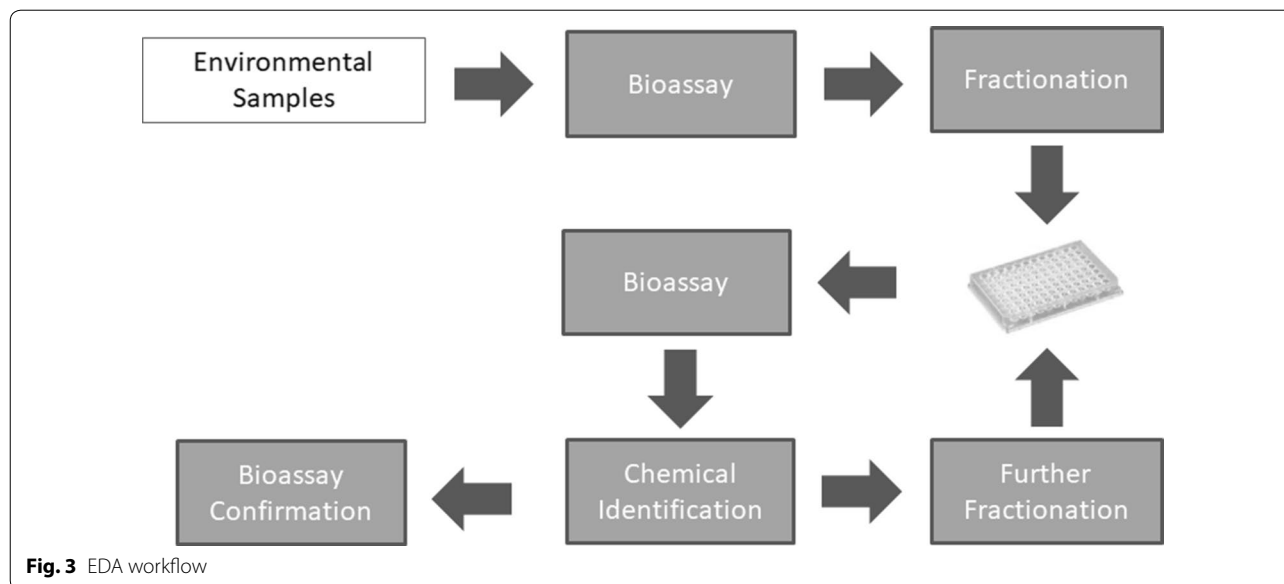 Environmental
Samples
Bioassay
Fractionation
Bioassay
Bioassay
Confirmation
Chemical
Identification
Further
Fractionation
Fig. 3 EDA workflow